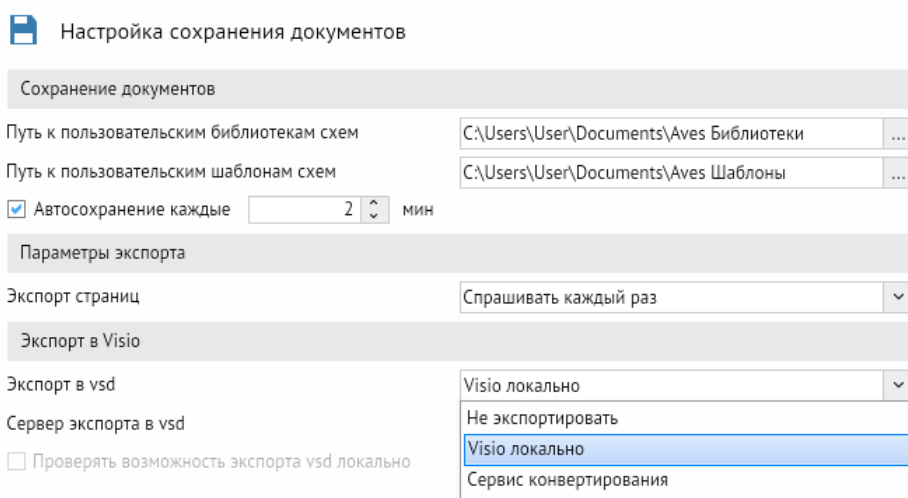 Настройка сохранения документов
Сохранение документов
Путь к пользовательским библиотекам схем C:\Users\User\Documents\Aves Библиотеки ...
Путь к пользовательским шаблонам схем C:\Users\User\Documents\Aves Шаблоны ...
Автосохранение каждые 2 мин
Параметры экспорта
Экспорт страниц Спрашивать каждый раз
Экспорт в Visio
Экспорт в vsd Visio локально
Не экспортировать
Сервер экспорта в vsd
Visio локально
Проверять возможность экспорта vsd локально
Сервис конвертирования